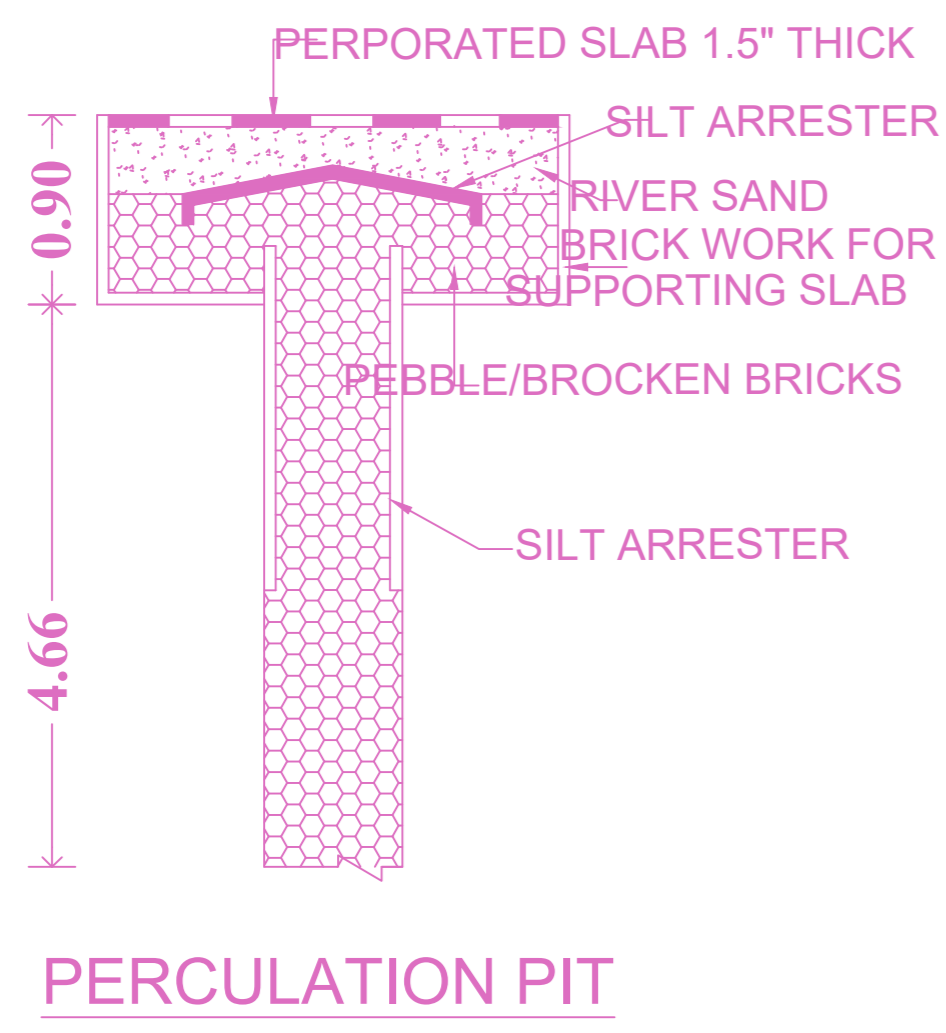 PERPORATED SLAB 1.5" THICK
SILT ARRESTER
RIVER SAND
BRICK WORK FOR
SUPPORTING SLAB
PEBBLE/BROCKEN BRICKS
SILT ARRESTER
0.90
4.66
PERCULATION PIT